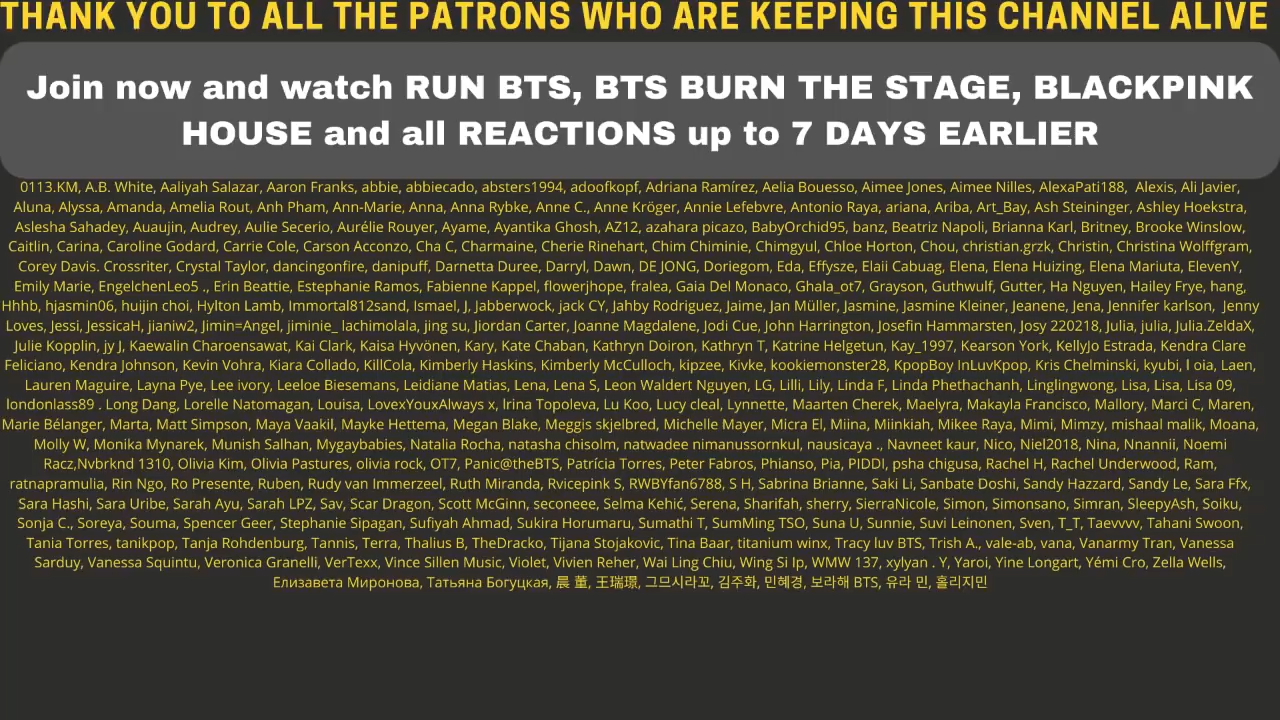 THANK YOU TO ALL THE PATRONS WHO ARE KEEPING THIS CHANNEL ALIVE
Join now and watch RUN BTS, BTS BURN THE STAGE, BLACKPINK
HOUSE and all REACTIONS up to 7 DAYS EARLIER
0113.KM, A.B. White, Aaliyah Salazar, Aaron Franks, abbie, abbiecado, absters1994, adoofkopf, Adriana Ramírez, Aelia Bouesso, Aimee Jones, Aimee Nilles, AlexaPati188,  Alexis, Ali Javier,
Aluna, Alyssa, Amanda, Amelia Rout, Anh Pham, Ann-Marie, Anna, Anna Rybke, Anne C., Anne Kröger, Annie Lefebvre, Antonio Raya, ariana, Ariba, Art_Bay, Ash Steininger, Ashley Hoekstra,
Aslesha Sahadey, Auaujin, Audrey, Aulie Secerio, Aurélie Rouyer, Ayame, Ayantika Ghosh, AZ12, azahara picazo, BabyOrchid95, banz, Beatriz Napoli, Brianna Karl, Britney, Brooke Winslow,
Caitlin, Carina, Caroline Godard, Carrie Cole, Carson Acconzo, Cha C, Charmaine, Cherie Rinehart, Chim Chiminie, Chimgyul, Chloe Horton, Chou, christian.grzk, Christin, Christina Wolffgram,
Corey Davis. Crossriter, Crystal Taylor, dancingonfire, danipuff, Darnetta Duree, Darryl, Dawn, DE JONG, Doriegom, Eda, Effysze, Elaii Cabuag, Elena, Elena Huizing, Elena Mariuta, ElevenY,
Emily Marie, EngelchenLeo5 ., Erin Beattie, Estephanie Ramos, Fabienne Kappel, flowerjhope, fralea, Gaia Del Monaco, Ghala_ot7, Grayson, Guthwulf, Gutter, Ha Nguyen, Hailey Frye, hang,
Hhhb, hjasmin06, huijin choi, Hylton Lamb, Immortal812sand, Ismael, J, Jabberwock, jack CY, Jahby Rodriguez, Jaime, Jan Müller, Jasmine, Jasmine Kleiner, Jeanene, Jena, Jennifer karlson,  Jenny
Loves, Jessi, JessicaH, jianiw2, Jimin=Angel, jiminie_ lachimolala, jing su, Jiordan Carter, Joanne Magdalene, Jodi Cue, John Harrington, Josefin Hammarsten, Josy 220218, Julia, julia, Julia.ZeldaX,
Julie Kopplin, jy J, Kaewalin Charoensawat, Kai Clark, Kaisa Hyvönen, Kary, Kate Chaban, Kathryn Doiron, Kathryn T, Katrine Helgetun, Kay_1997, Kearson York, KellyJo Estrada, Kendra Clare
Feliciano, Kendra Johnson, Kevin Vohra, Kiara Collado, KillCola, Kimberly Haskins, Kimberly McCulloch, kipzee, Kivke, kookiemonster28, KpopBoy InLuvKpop, Kris Chelminski, kyubi, l oia, Laen,
Lauren Maguire, Layna Pye, Lee ivory, Leeloe Biesemans, Leidiane Matias, Lena, Lena S, Leon Waldert Nguyen, LG, Lilli, Lily, Linda F, Linda Phethachanh, Linglingwong, Lisa, Lisa, Lisa 09,
londonlass89 . Long Dang, Lorelle Natomagan, Louisa, LovexYouxAlways x, lrina Topoleva, Lu Koo, Lucy cleal, Lynnette, Maarten Cherek, Maelyra, Makayla Francisco, Mallory, Marci C, Maren,
Marie Bélanger, Marta, Matt Simpson, Maya Vaakil, Mayke Hettema, Megan Blake, Meggis skjelbred, Michelle Mayer, Micra El, Miina, Miinkiah, Mikee Raya, Mimi, Mimzy, mishaal malik, Moana,
Molly W, Monika Mynarek, Munish Salhan, Mygaybabies, Natalia Rocha, natasha chisolm, natwadee nimanussornkul, nausicaya ., Navneet kaur, Nico, Niel2018, Nina, Nnannii, Noemi
Racz,Nvbrknd 1310, Olivia Kim, Olivia Pastures, olivia rock, OT7, Panic@theBTS, Patrícia Torres, Peter Fabros, Phianso, Pia, PIDDI, psha chigusa, Rachel H, Rachel Underwood, Ram,
ratnapramulia, Rin Ngo, Ro Presente, Ruben, Rudy van Immerzeel, Ruth Miranda, Rvicepink S, RWBYfan6788, S H, Sabrina Brianne, Saki Li, Sanbate Doshi, Sandy Hazzard, Sandy Le, Sara Ffx,
Sara Hashi, Sara Uribe, Sarah Ayu, Sarah LPZ, Sav, Scar Dragon, Scott McGinn, seconeee, Selma Kehić, Serena, Sharifah, sherry, SierraNicole, Simon, Simonsano, Simran, SleepyAsh, Soiku,
Sonja C., Soreya, Souma, Spencer Geer, Stephanie Sipagan, Sufiyah Ahmad, Sukira Horumaru, Sumathi T, SumMing TSO, Suna U, Sunnie, Suvi Leinonen, Sven, T_T, Taevvvv, Tahani Swoon,
Tania Torres, tanikpop, Tanja Rohdenburg, Tannis, Terra, Thalius B, TheDracko, Tijana Stojakovic, Tina Baar, titanium winx, Tracy luv BTS, Trish A., vale-ab, vana, Vanarmy Tran, Vanessa
Sarduy, Vanessa Squintu, Veronica Granelli, VerTexx, Vince Sillen Music, Violet, Vivien Reher, Wai Ling Chiu, Wing Si Ip, WMW 137, xylyan . Y, Yaroi, Yine Longart, Yémi Cro, Zella Wells,
Елизавета Миронова, Татьяна Богуцкая, 晨 董, 王瑞璟, 그므시라꼬, 김주화, 민혜경, 보라해 BTS, 유라 민, 홀리지민